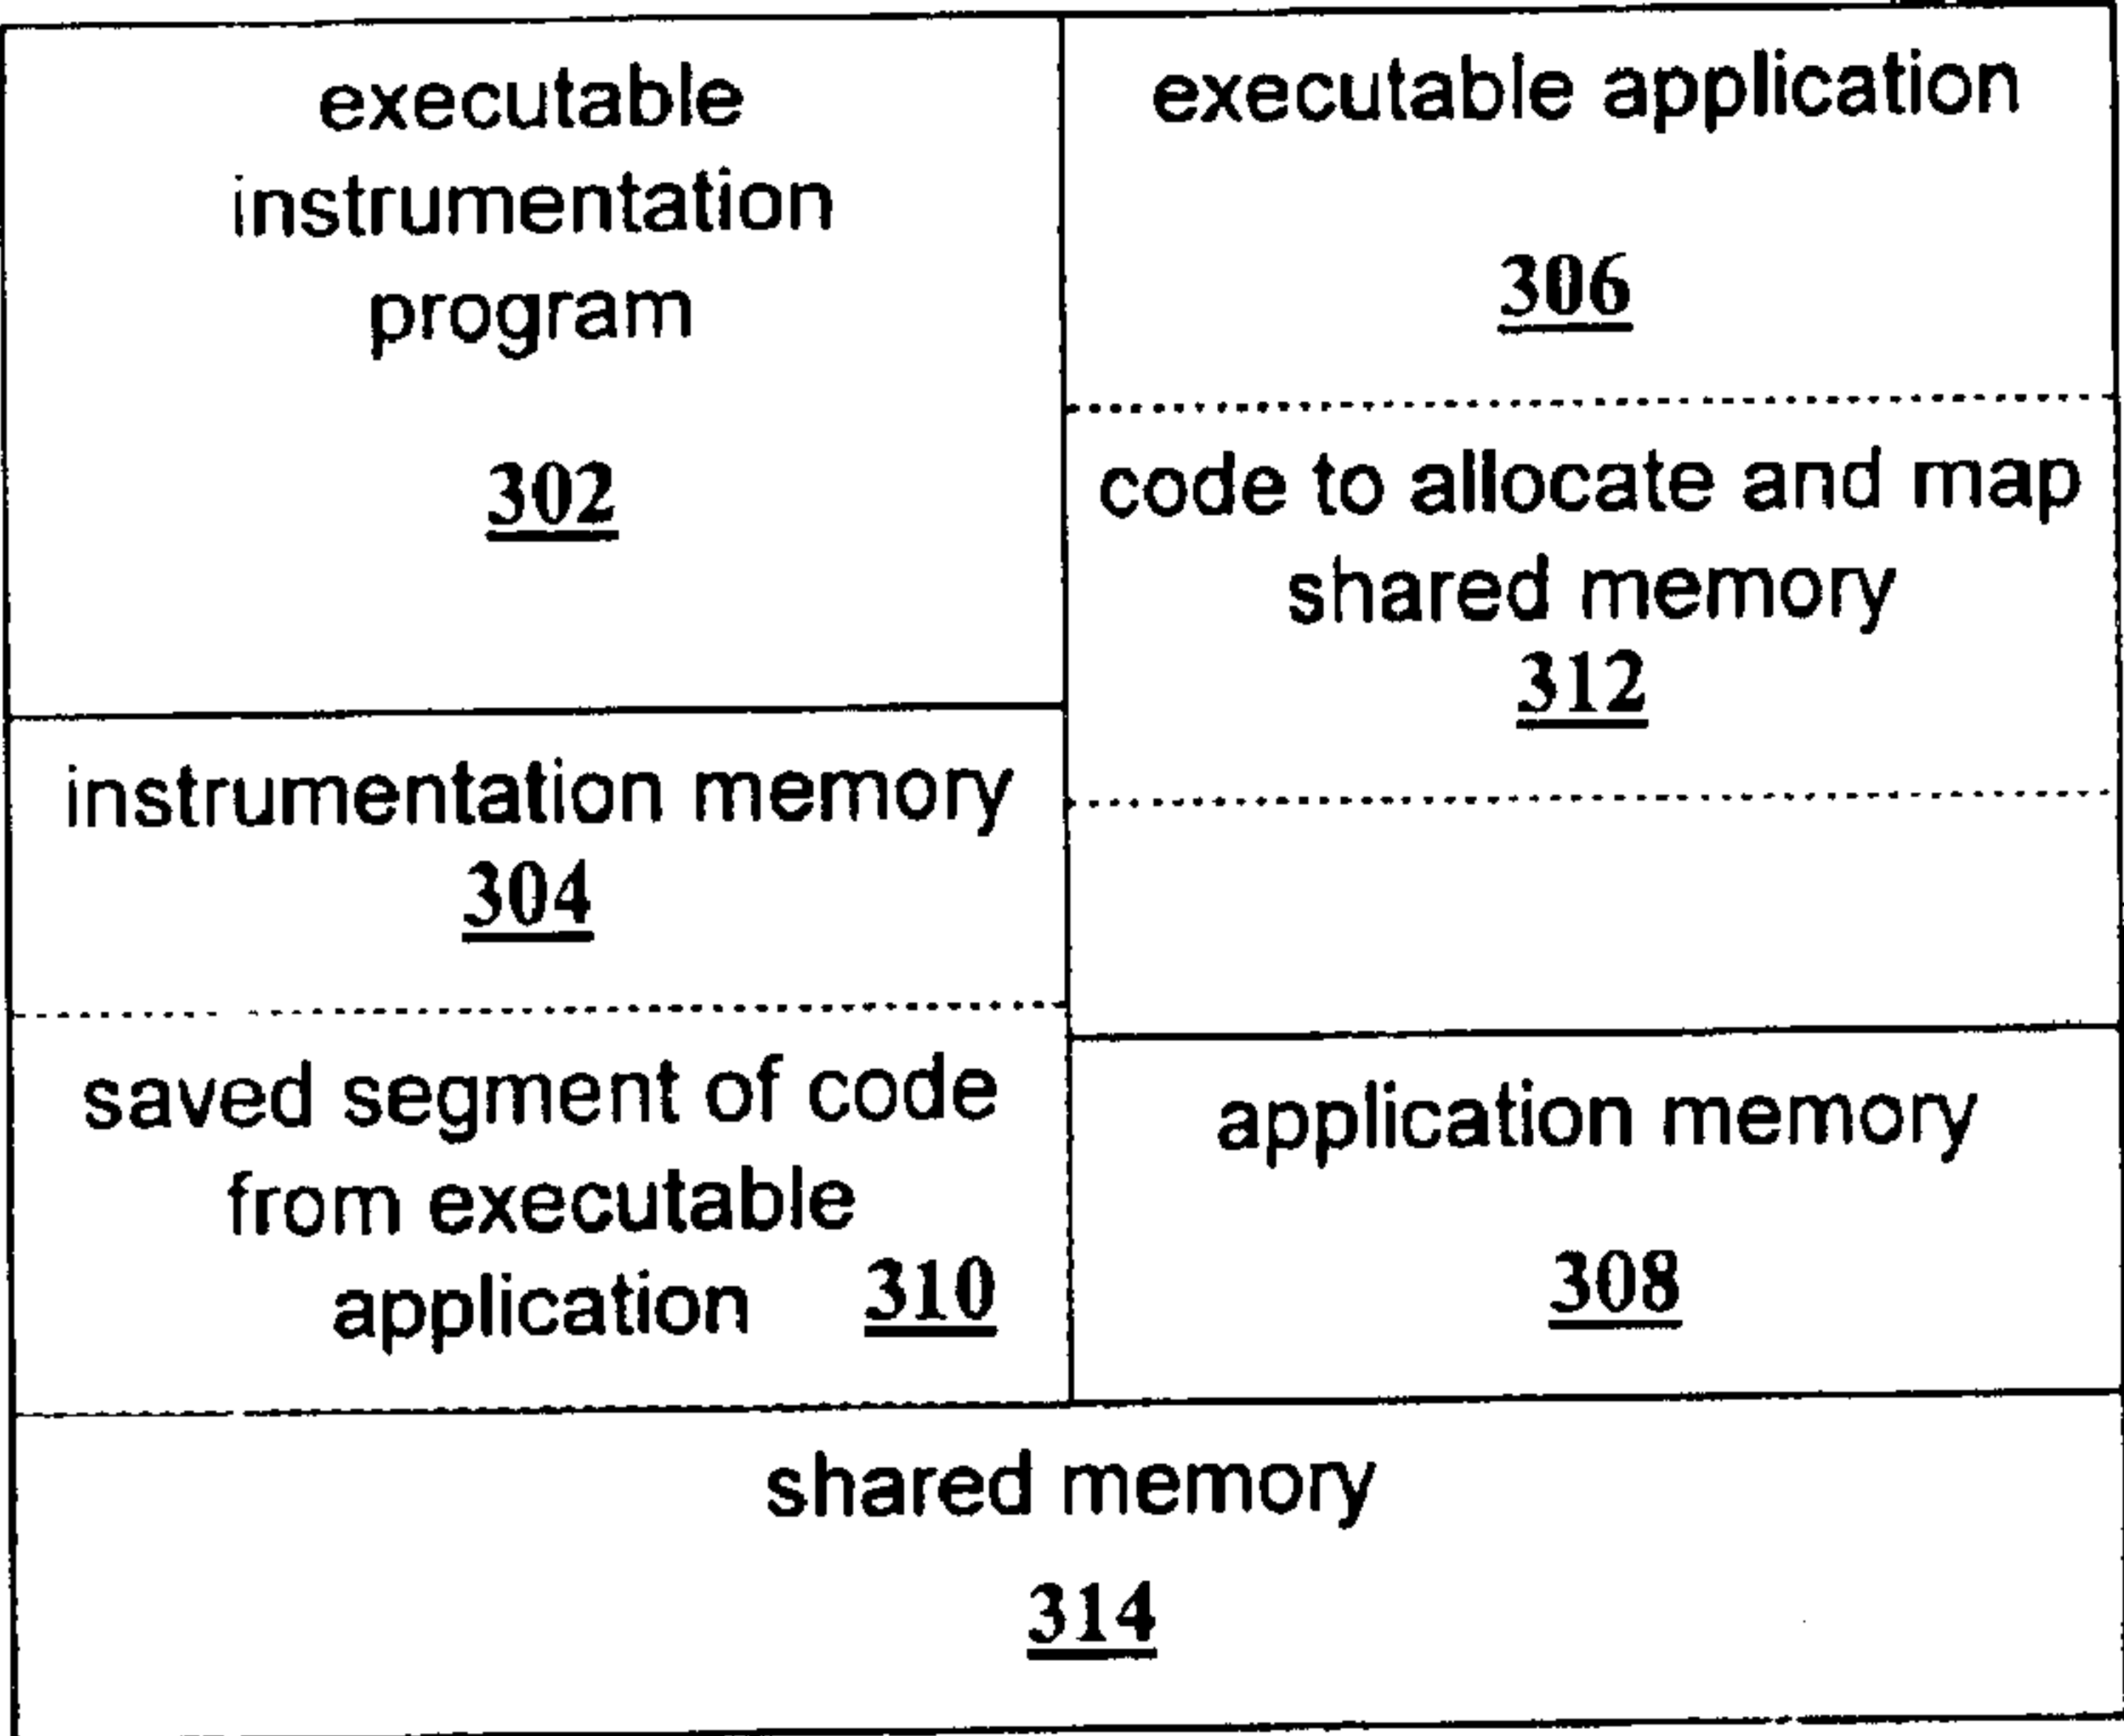 executable
instrumentation
program
302
instrumentation memory
304
saved segment of code
from executable
application 310
executable application
306
code to allocate and map
shared memory
312
application memory
308
shared memory
314